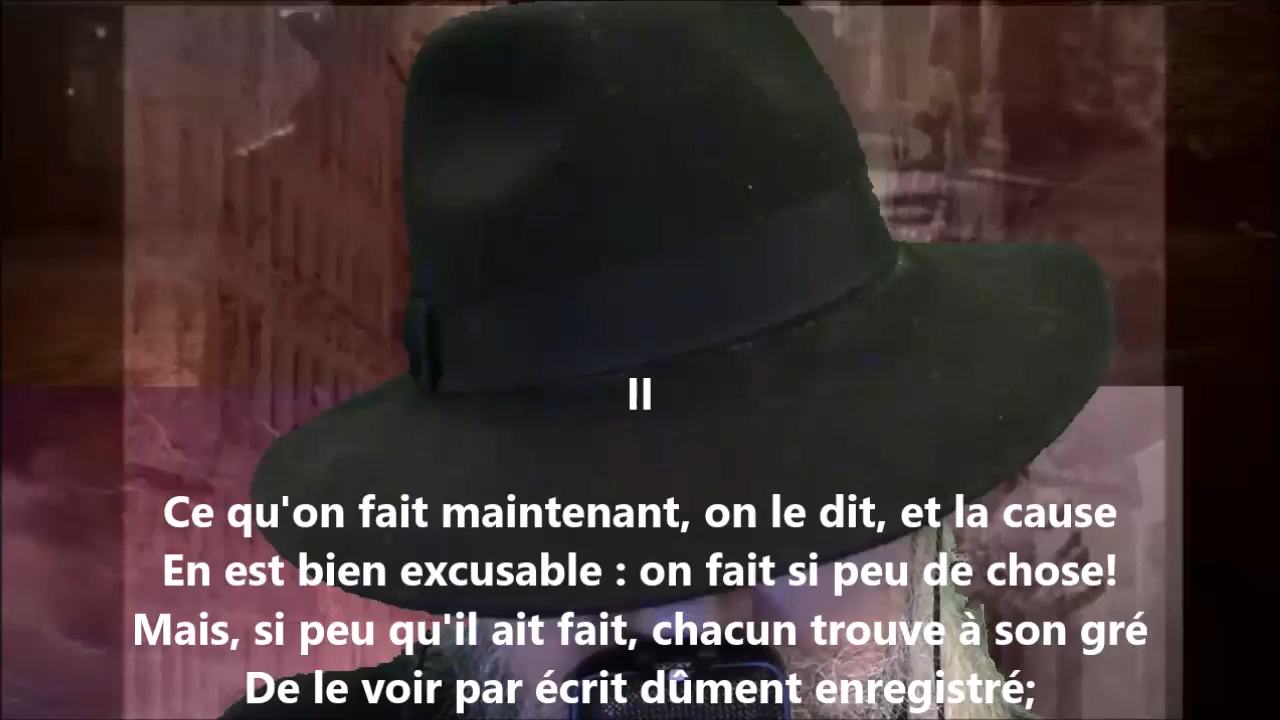 II
Ce qu'on fait maintenant, on le dit, et la cause
En est bien excusable : on fait si peu de chose!
Mais, si peu qu'il ait fait, chacun trouve à son gré
De le voir par écrit dûment enregistré;